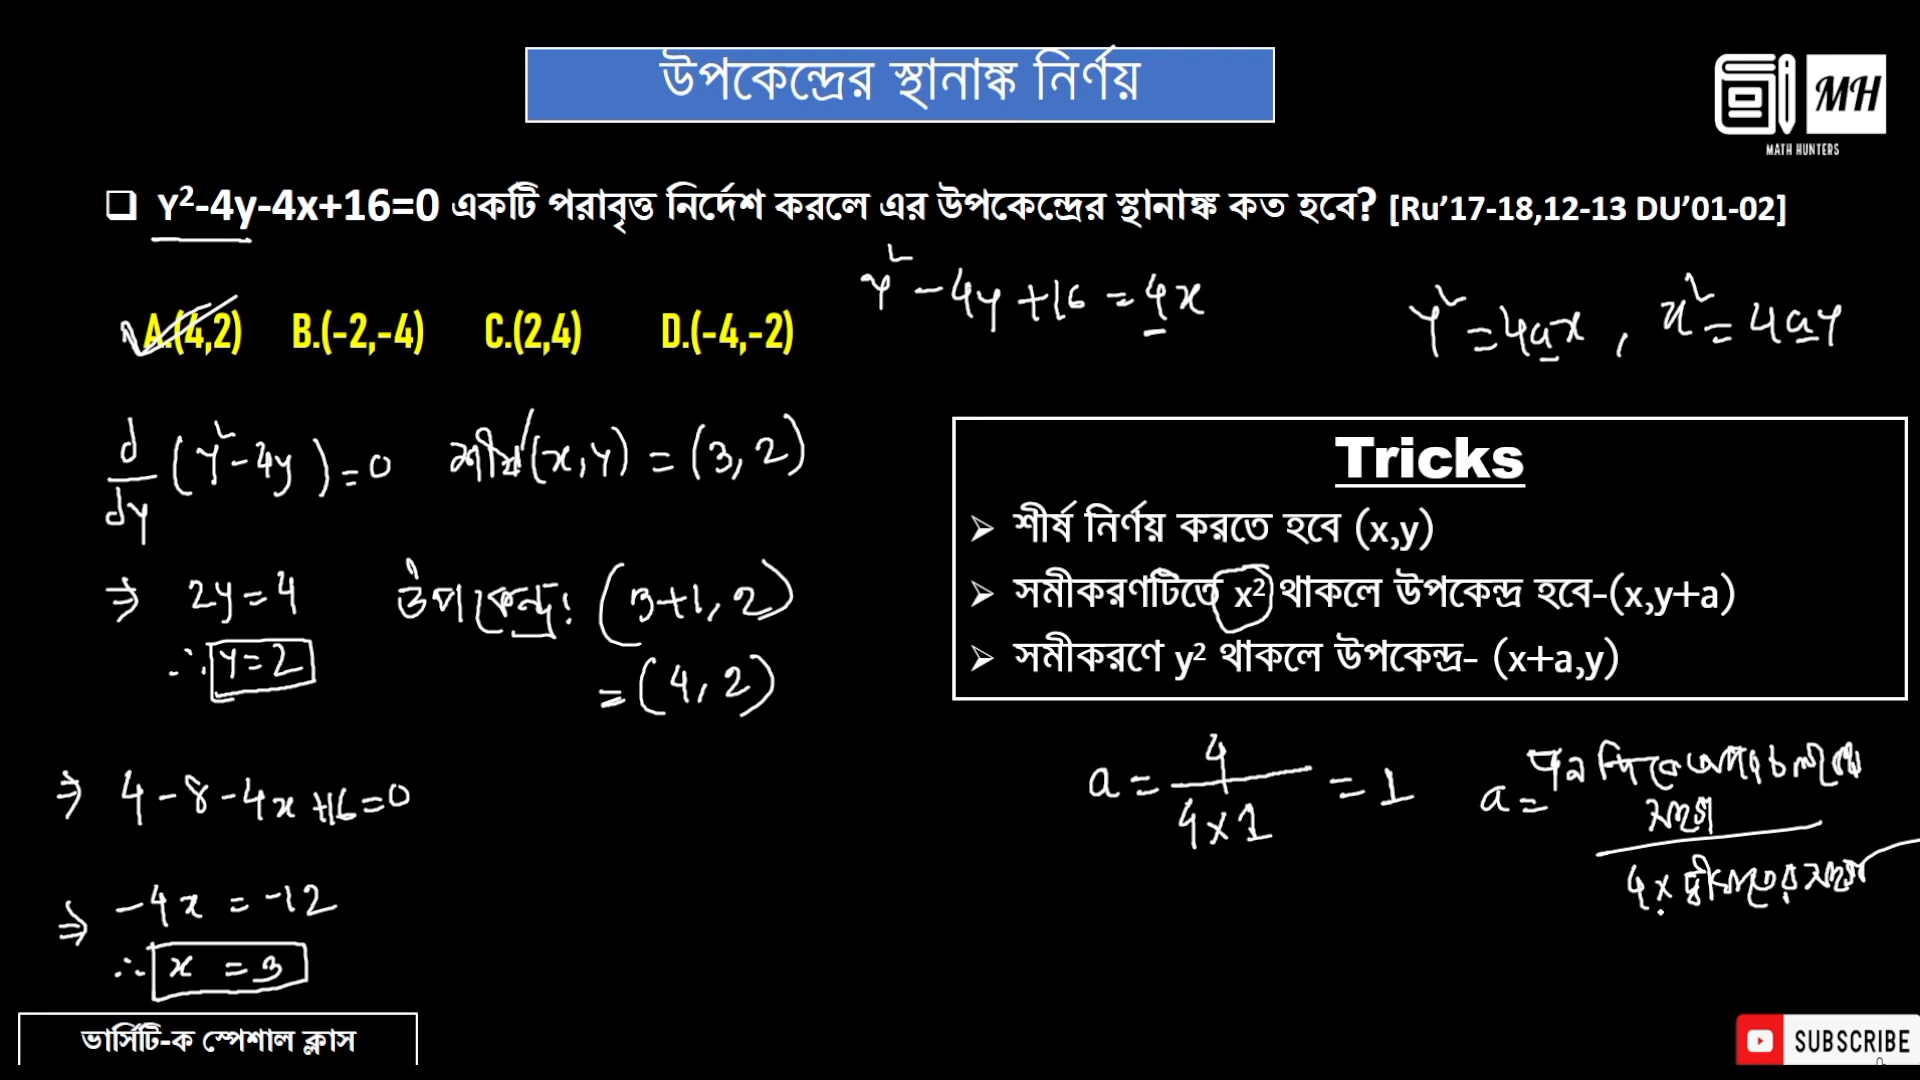 উপকেন্দ্রের স্থানাঙ্ক নির্ণয়
MH
MATH HUNTERS
❑ Y²-4y-4x+16=0 একটি পরাবৃত্ত নির্দেশ করলে এর উপকেন্দ্রের স্থানাঙ্ক কত হবে? [Ru’17-18,12-13 DU’01-02]
A.(4,2) B.(-2,-4) C.(2,4) D.(-4,-2)
y² - 4y + 16 = 4x
y² = 4ax , x² = 4ay
d/dy (y² - 4y) = 0
শীর্ষ (x, y) = (3, 2)
⇒ 2y = 4
∴ y = 2
উপকেন্দ্র: (3+1, 2)
= (4, 2)
⇒ 4 - 8 - 4x + 16 = 0
⇒ -4x = -12
∴ x = 3
Tricks
➢ শীর্ষ নির্ণয় করতে হবে (x,y)
➢ সমীকরণটিতে x² থাকলে উপকেন্দ্র হবে-(x,y+a)
➢ সমীকরণে y² থাকলে উপকেন্দ্র- (x+a,y)
a = 4/(4×1) = 1
a =
সহগ
4 × দ্বীঘাতের সহগ
ভার্সিটি-ক স্পেশাল ক্লাস
SUBSCRIBE